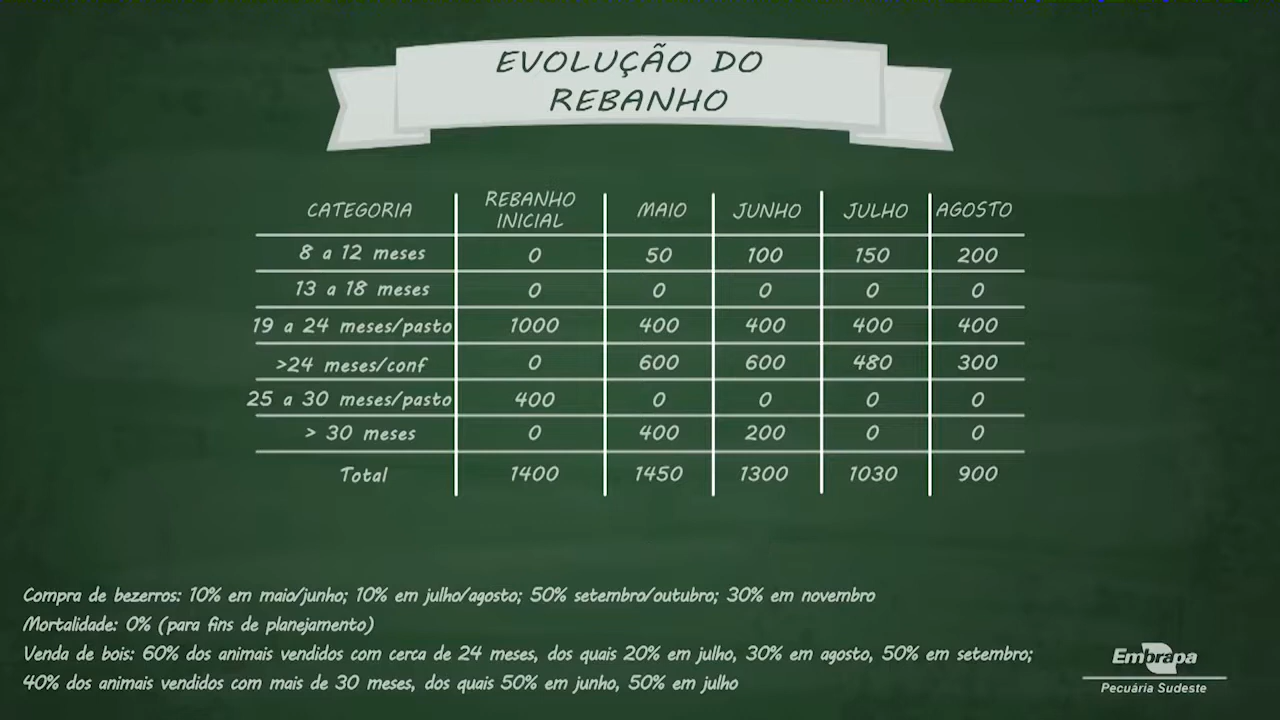 EVOLUÇÃO DO
REBANHO
CATEGORIA REBANHO INICIAL MAIO JUNHO JULHO AGOSTO
8 a 12 meses 0 50 100 150 200
13 a 18 meses 0 0 0 0 0
19 a 24 meses/pasto 1000 400 400 400 400
>24 meses/conf 0 600 600 480 300
25 a 30 meses/pasto 400 0 0 0 0
> 30 meses 0 400 200 0 0
Total 1400 1450 1300 1030 900
Compra de bezerros: 10% em maio/junho; 10% em julho/agosto; 50% setembro/outubro; 30% em novembro
Mortalidade: 0% (para fins de planejamento)
Venda de bois: 60% dos animais vendidos com cerca de 24 meses, dos quais 20% em julho, 30% em agosto, 50% em setembro;
40% dos animais vendidos com mais de 30 meses, dos quais 50% em junho, 50% em julho
Embrapa
Pecuária Sudeste